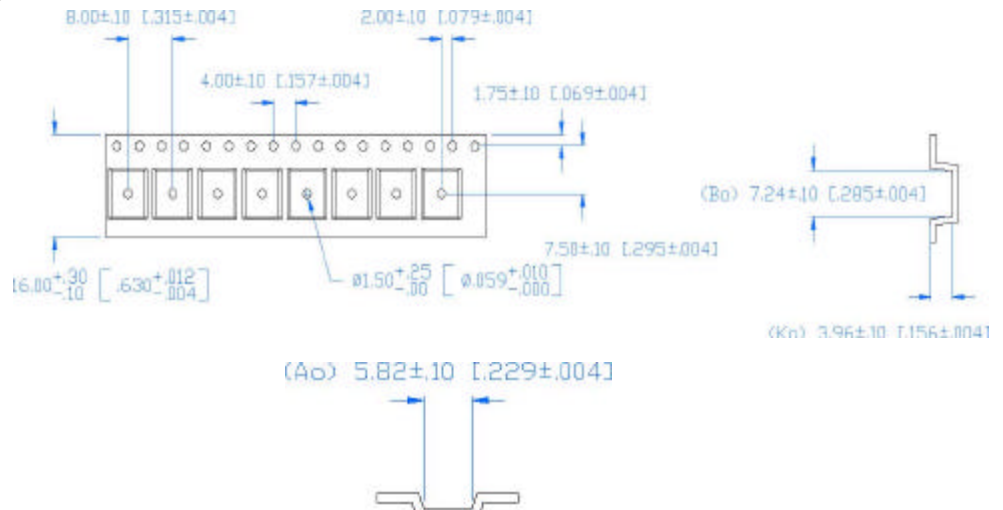 8.00±.10 [.315±.004]
2.00±.10 [.079±.004]
4.00±.10 [.157±.004]
1.75±.10 [.069±.004]
(Bo) 7.24±.10 [.285±.004]
7.50±.10 [.295±.004]
16.00+.30-.10 [.630+.012-.004]
Ø1.50+.25-.00 [Ø.059+.010-.000]
(Ko) 3.96±.10 [.156±.004]
(Ao) 5.82±.10 [.229±.004]